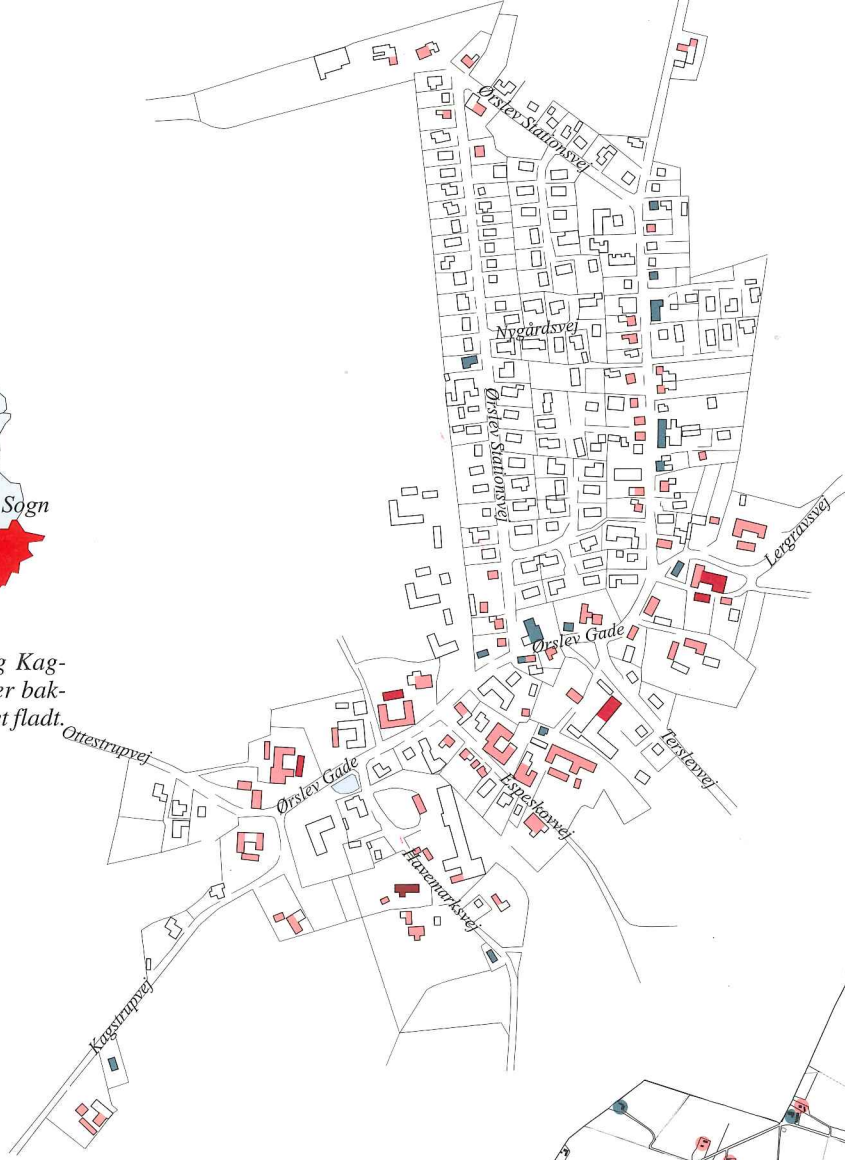 Ørslev Stationsvej
Nygårdsvej
Ørslev Stationsvej
Sogn
Lergravsvej
Ørslev Gade
g Kag-
er bak-
t fladt.
Ottestrupvej
Terslevvej
Ørslev Gade
Espeskovvej
Havemarksvej
Kagstrupvej